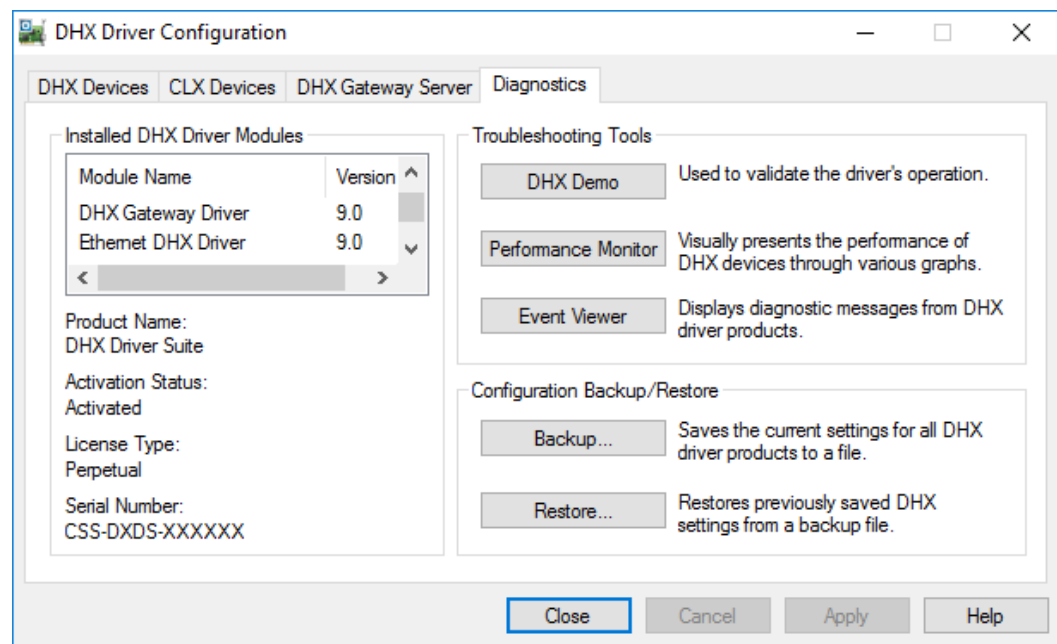 DHX Driver Configuration
DHX Devices CLX Devices DHX Gateway Server Diagnostics
Installed DHX Driver Modules
Module Name Version
DHX Gateway Driver 9.0
Ethernet DHX Driver 9.0
Product Name:
DHX Driver Suite
Activation Status:
Activated
License Type:
Perpetual
Serial Number:
CSS-DXDS-XXXXXX
Troubleshooting Tools
DHX Demo
Used to validate the driver's operation.
Performance Monitor
Visually presents the performance of
DHX devices through various graphs.
Event Viewer
Displays diagnostic messages from DHX
driver products.
Configuration Backup/Restore
Backup...
Saves the current settings for all DHX
driver products to a file.
Restore...
Restores previously saved DHX
settings from a backup file.
Close Cancel Apply Help